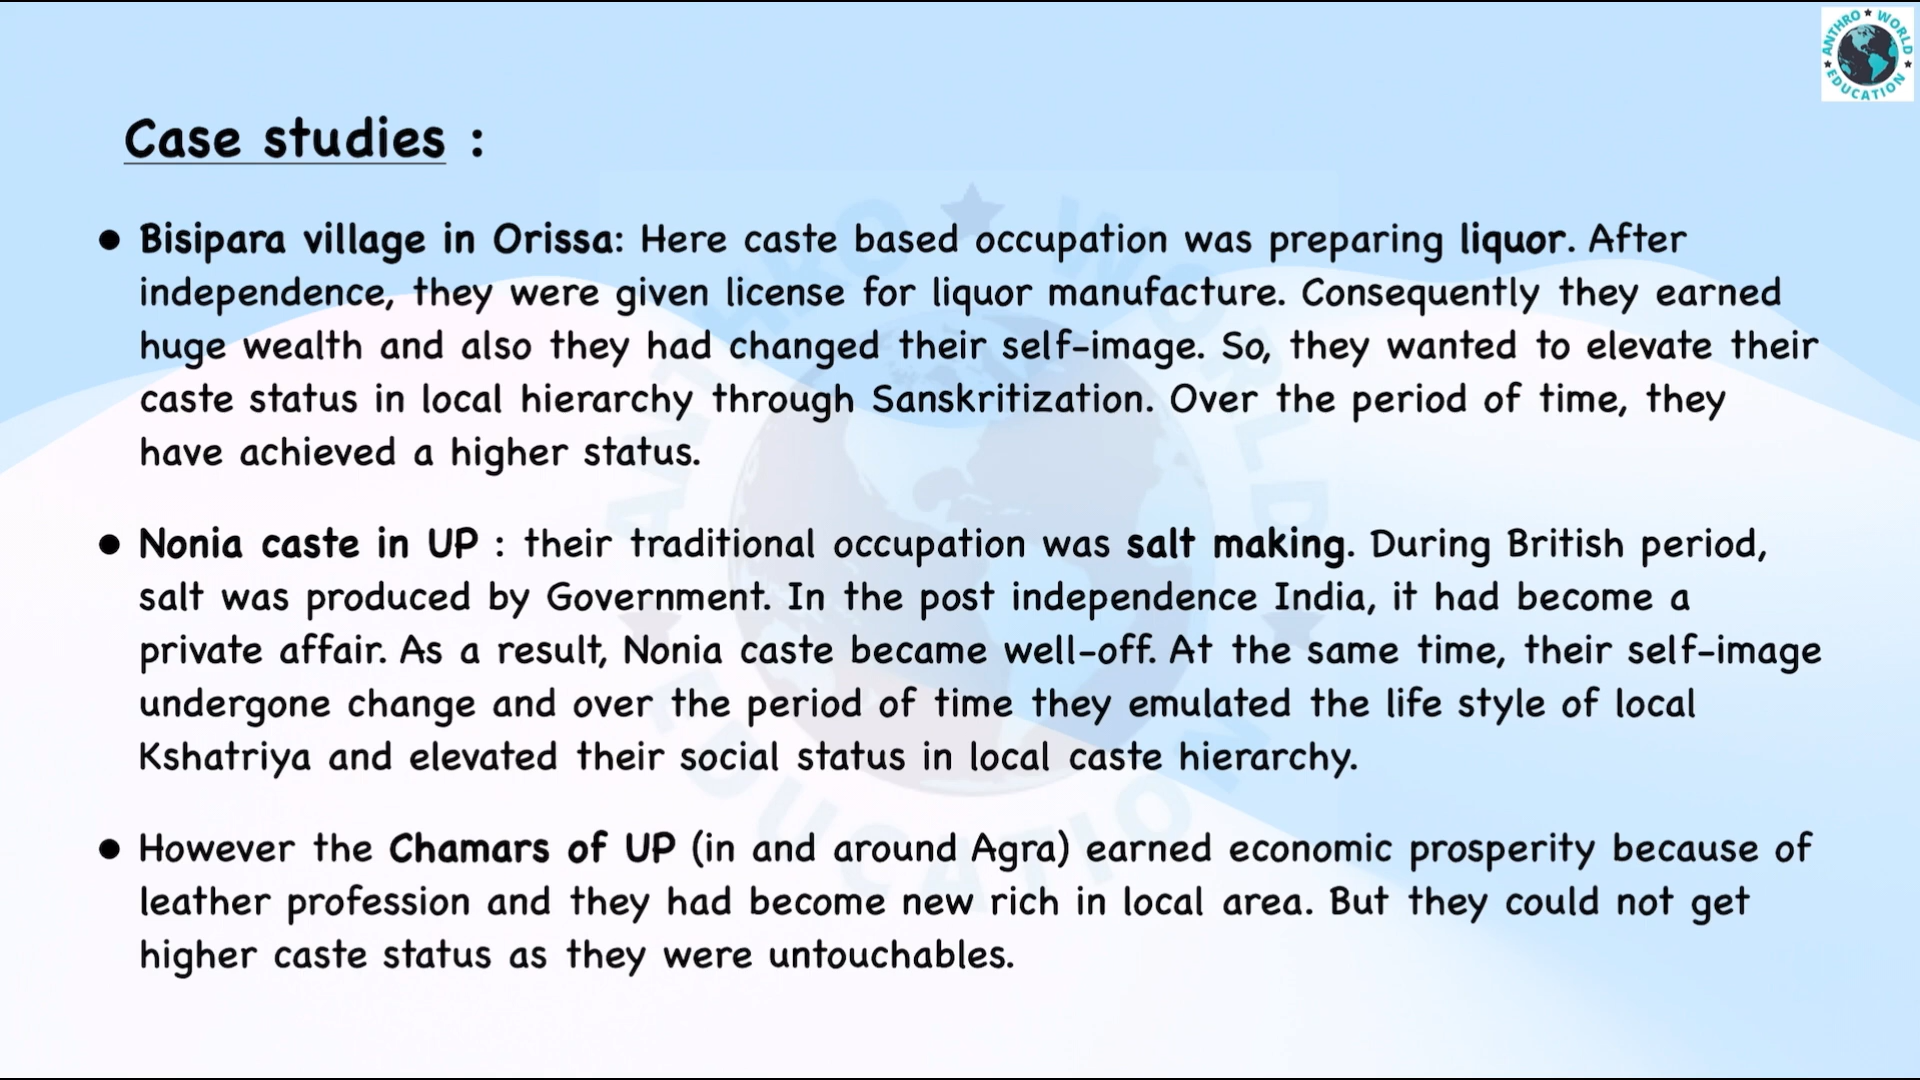 ANTHRO WORLD
EDUCATION
Case studies :
● Bisipara village in Orissa: Here caste based occupation was preparing liquor. After
independence, they were given license for liquor manufacture. Consequently they earned
huge wealth and also they had changed their self-image. So, they wanted to elevate their
caste status in local hierarchy through Sanskritization. Over the period of time, they
have achieved a higher status.
● Nonia caste in UP : their traditional occupation was salt making. During British period,
salt was produced by Government. In the post independence India, it had become a
private affair. As a result, Nonia caste became well-off. At the same time, their self-image
undergone change and over the period of time they emulated the life style of local
Kshatriya and elevated their social status in local caste hierarchy.
● However the Chamars of UP (in and around Agra) earned economic prosperity because of
leather profession and they had become new rich in local area. But they could not get
higher caste status as they were untouchables.
ANTHRO WORLD
EDUCATION